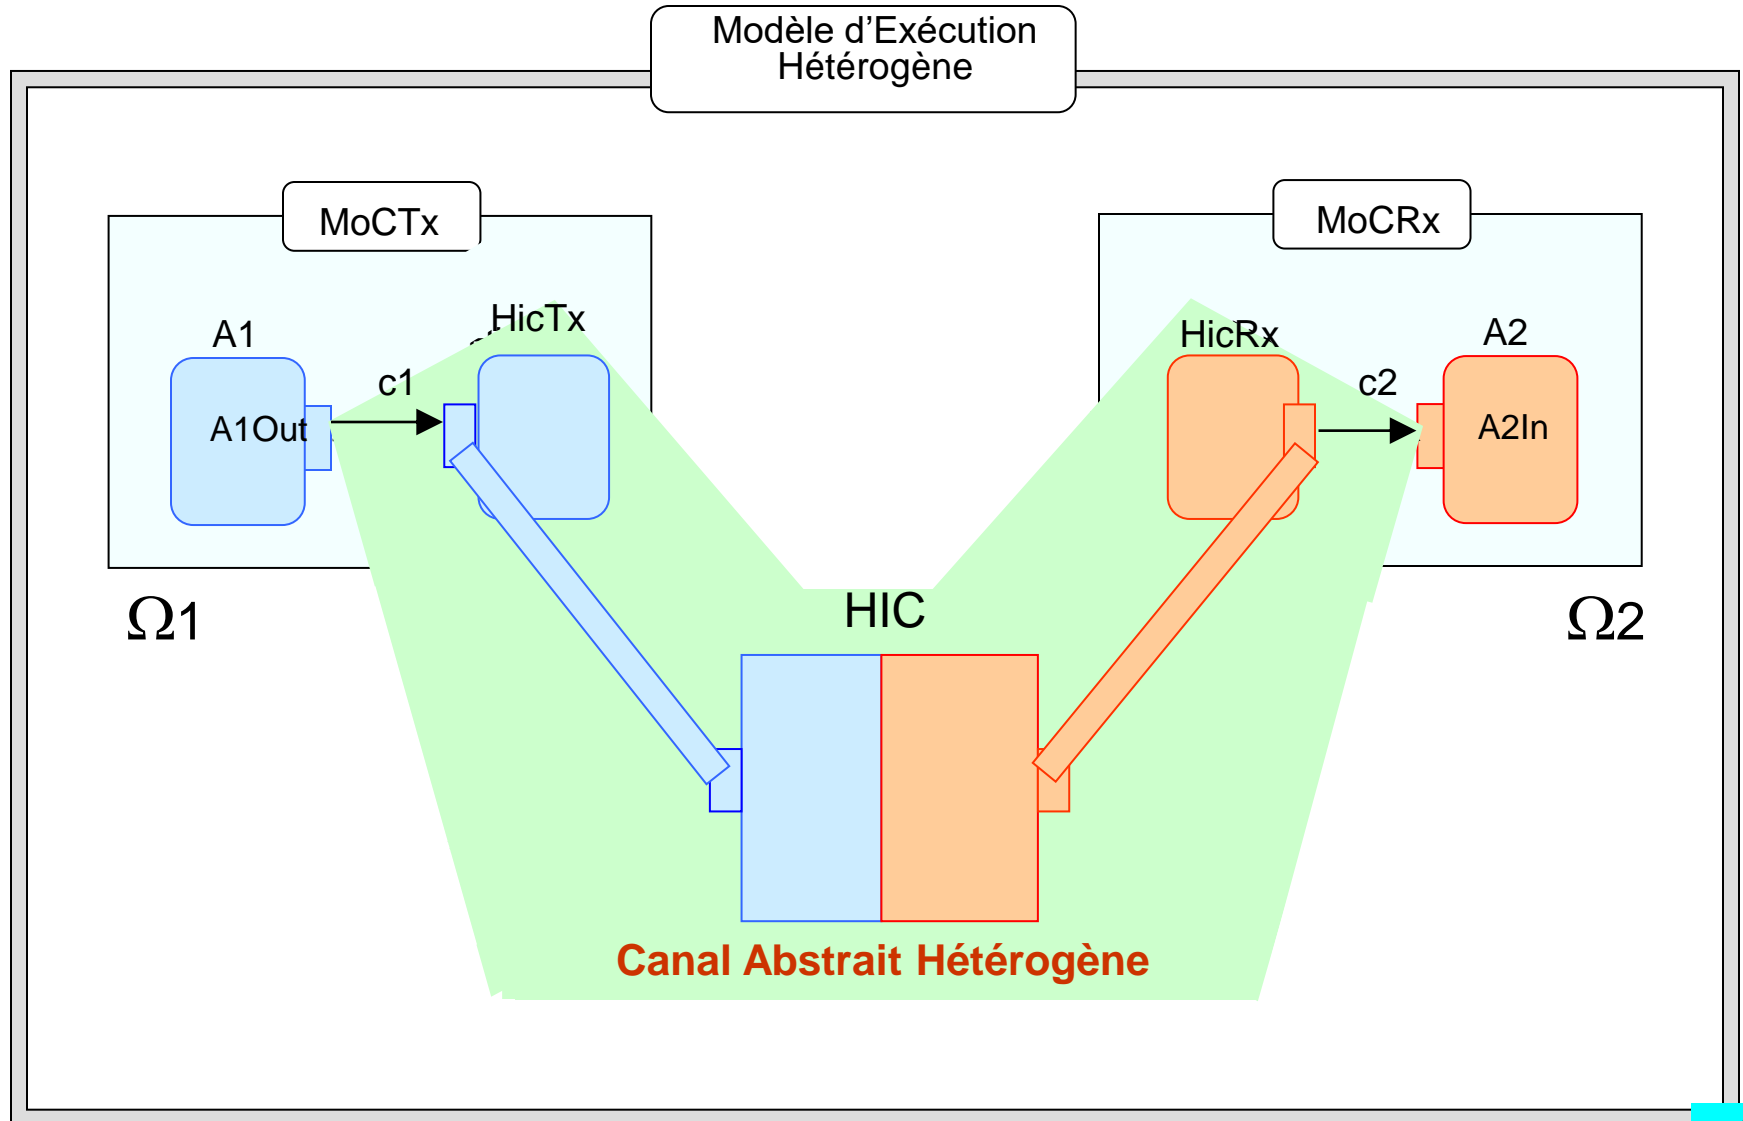 Modèle d'Exécution
Hétérogène
MoCTx
MoCRx
HicTx
A1
HicRx
A2
c1
c2
A1Out
A2In
Ω1
HIC
Ω2
Canal Abstrait Hétérogène